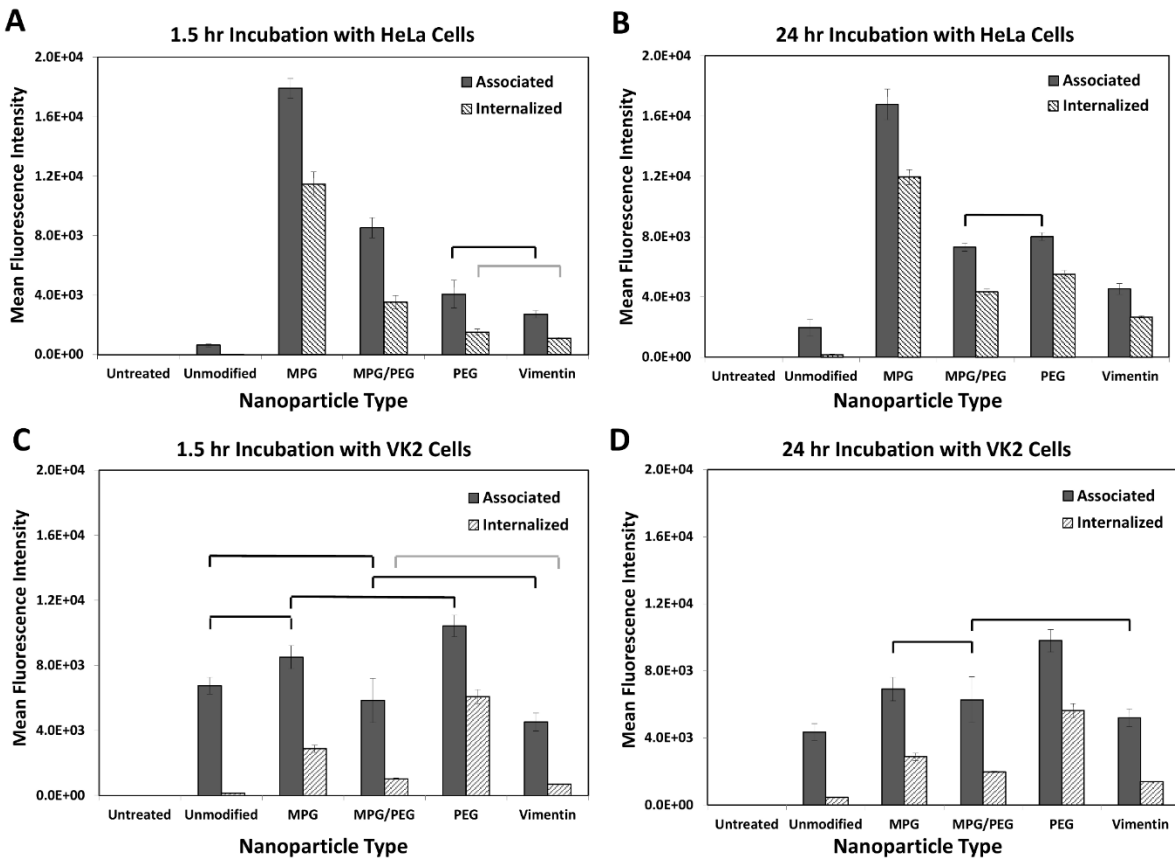 A
1.5 hr Incubation with HeLa Cells
2.0E+04
1.6E+04
1.2E+04
8.0E+03
4.0E+03
0.0E+00
Mean Fluorescence Intensity
Associated
Internalized
Untreated Unmodified MPG MPG/PEG PEG Vimentin
Nanoparticle Type
B
24 hr Incubation with HeLa Cells
2.0E+04
1.6E+04
1.2E+04
8.0E+03
4.0E+03
0.0E+00
Mean Fluorescence Intensity
Associated
Internalized
Untreated Unmodified MPG MPG/PEG PEG Vimentin
Nanoparticle Type
C
1.5 hr Incubation with VK2 Cells
2.0E+04
1.6E+04
1.2E+04
8.0E+03
4.0E+03
0.0E+00
Mean Fluorescence Intensity
Associated
Internalized
Untreated Unmodified MPG MPG/PEG PEG Vimentin
Nanoparticle Type
D
24 hr Incubation with VK2 Cells
2.0E+04
1.6E+04
1.2E+04
8.0E+03
4.0E+03
0.0E+00
Mean Fluorescence Intensity
Associated
Internalized
Untreated Unmodified MPG MPG/PEG PEG Vimentin
Nanoparticle Type